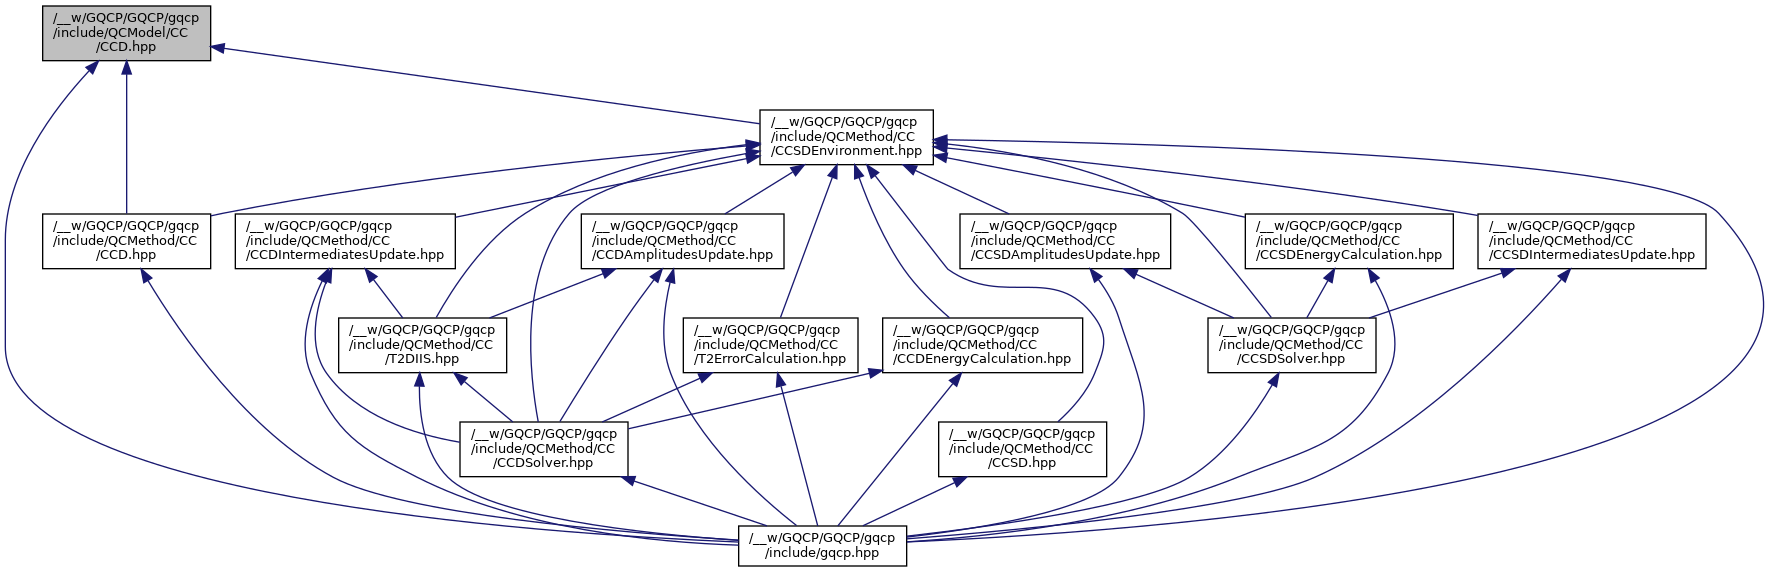 /__w/GQCP/GQCP/gqcp
/include/QCModel/CC
/CCD.hpp
/__w/GQCP/GQCP/gqcp
/include/QCMethod/CC
/CCSDEnvironment.hpp
/__w/GQCP/GQCP/gqcp
/include/QCMethod/CC
/CCD.hpp
/__w/GQCP/GQCP/gqcp
/include/QCMethod/CC
/CCDIntermediatesUpdate.hpp
/__w/GQCP/GQCP/gqcp
/include/QCMethod/CC
/CCDAmplitudesUpdate.hpp
/__w/GQCP/GQCP/gqcp
/include/QCMethod/CC
/CCSDAmplitudesUpdate.hpp
/__w/GQCP/GQCP/gqcp
/include/QCMethod/CC
/CCSDEnergyCalculation.hpp
/__w/GQCP/GQCP/gqcp
/include/QCMethod/CC
/CCSDIntermediatesUpdate.hpp
/__w/GQCP/GQCP/gqcp
/include/QCMethod/CC
/T2DIIS.hpp
/__w/GQCP/GQCP/gqcp
/include/QCMethod/CC
/T2ErrorCalculation.hpp
/__w/GQCP/GQCP/gqcp
/include/QCMethod/CC
/CCDEnergyCalculation.hpp
/__w/GQCP/GQCP/gqcp
/include/QCMethod/CC
/CCSDSolver.hpp
/__w/GQCP/GQCP/gqcp
/include/QCMethod/CC
/CCDSolver.hpp
/__w/GQCP/GQCP/gqcp
/include/QCMethod/CC
/CCSD.hpp
/__w/GQCP/GQCP/gqcp
/include/gqcp.hpp